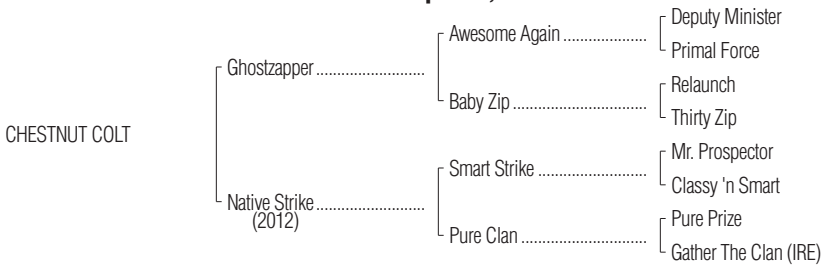 Deputy Minister
Awesome Again ......................
Primal Force
Ghostzapper ..........................
Relaunch
Baby Zip ...................................
Thirty Zip
CHESTNUT COLT
Mr. Prospector
Smart Strike .............................
Classy 'n Smart
Native Strike ..........................
(2012)
Pure Prize
Pure Clan .................................
Gather The Clan (IRE)